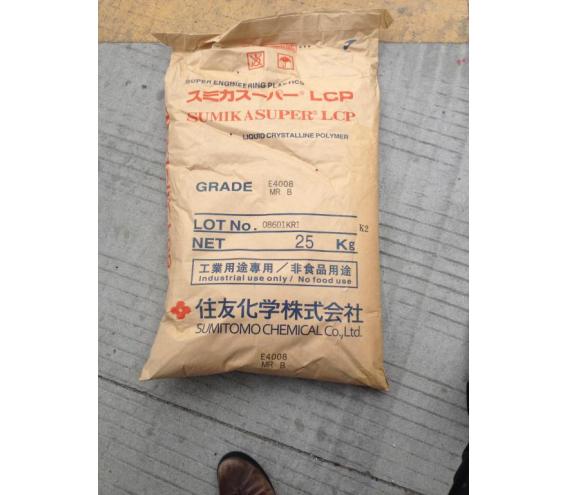 SUPER ENGINEERING PLASTICS
スミカスーパー® LCP
SUMIKASUPER® LCP
LIQUID CRYSTALLINE POLYMER
GRADE E4008
MR B
LOT No. 08601KR1 K2
NET 25 Kg
工業用途專用／非食品用途
Industrial use only / No food use
住友化学株式会社
SUMITOMO CHEMICAL Co.,Ltd.
E4008
MR B